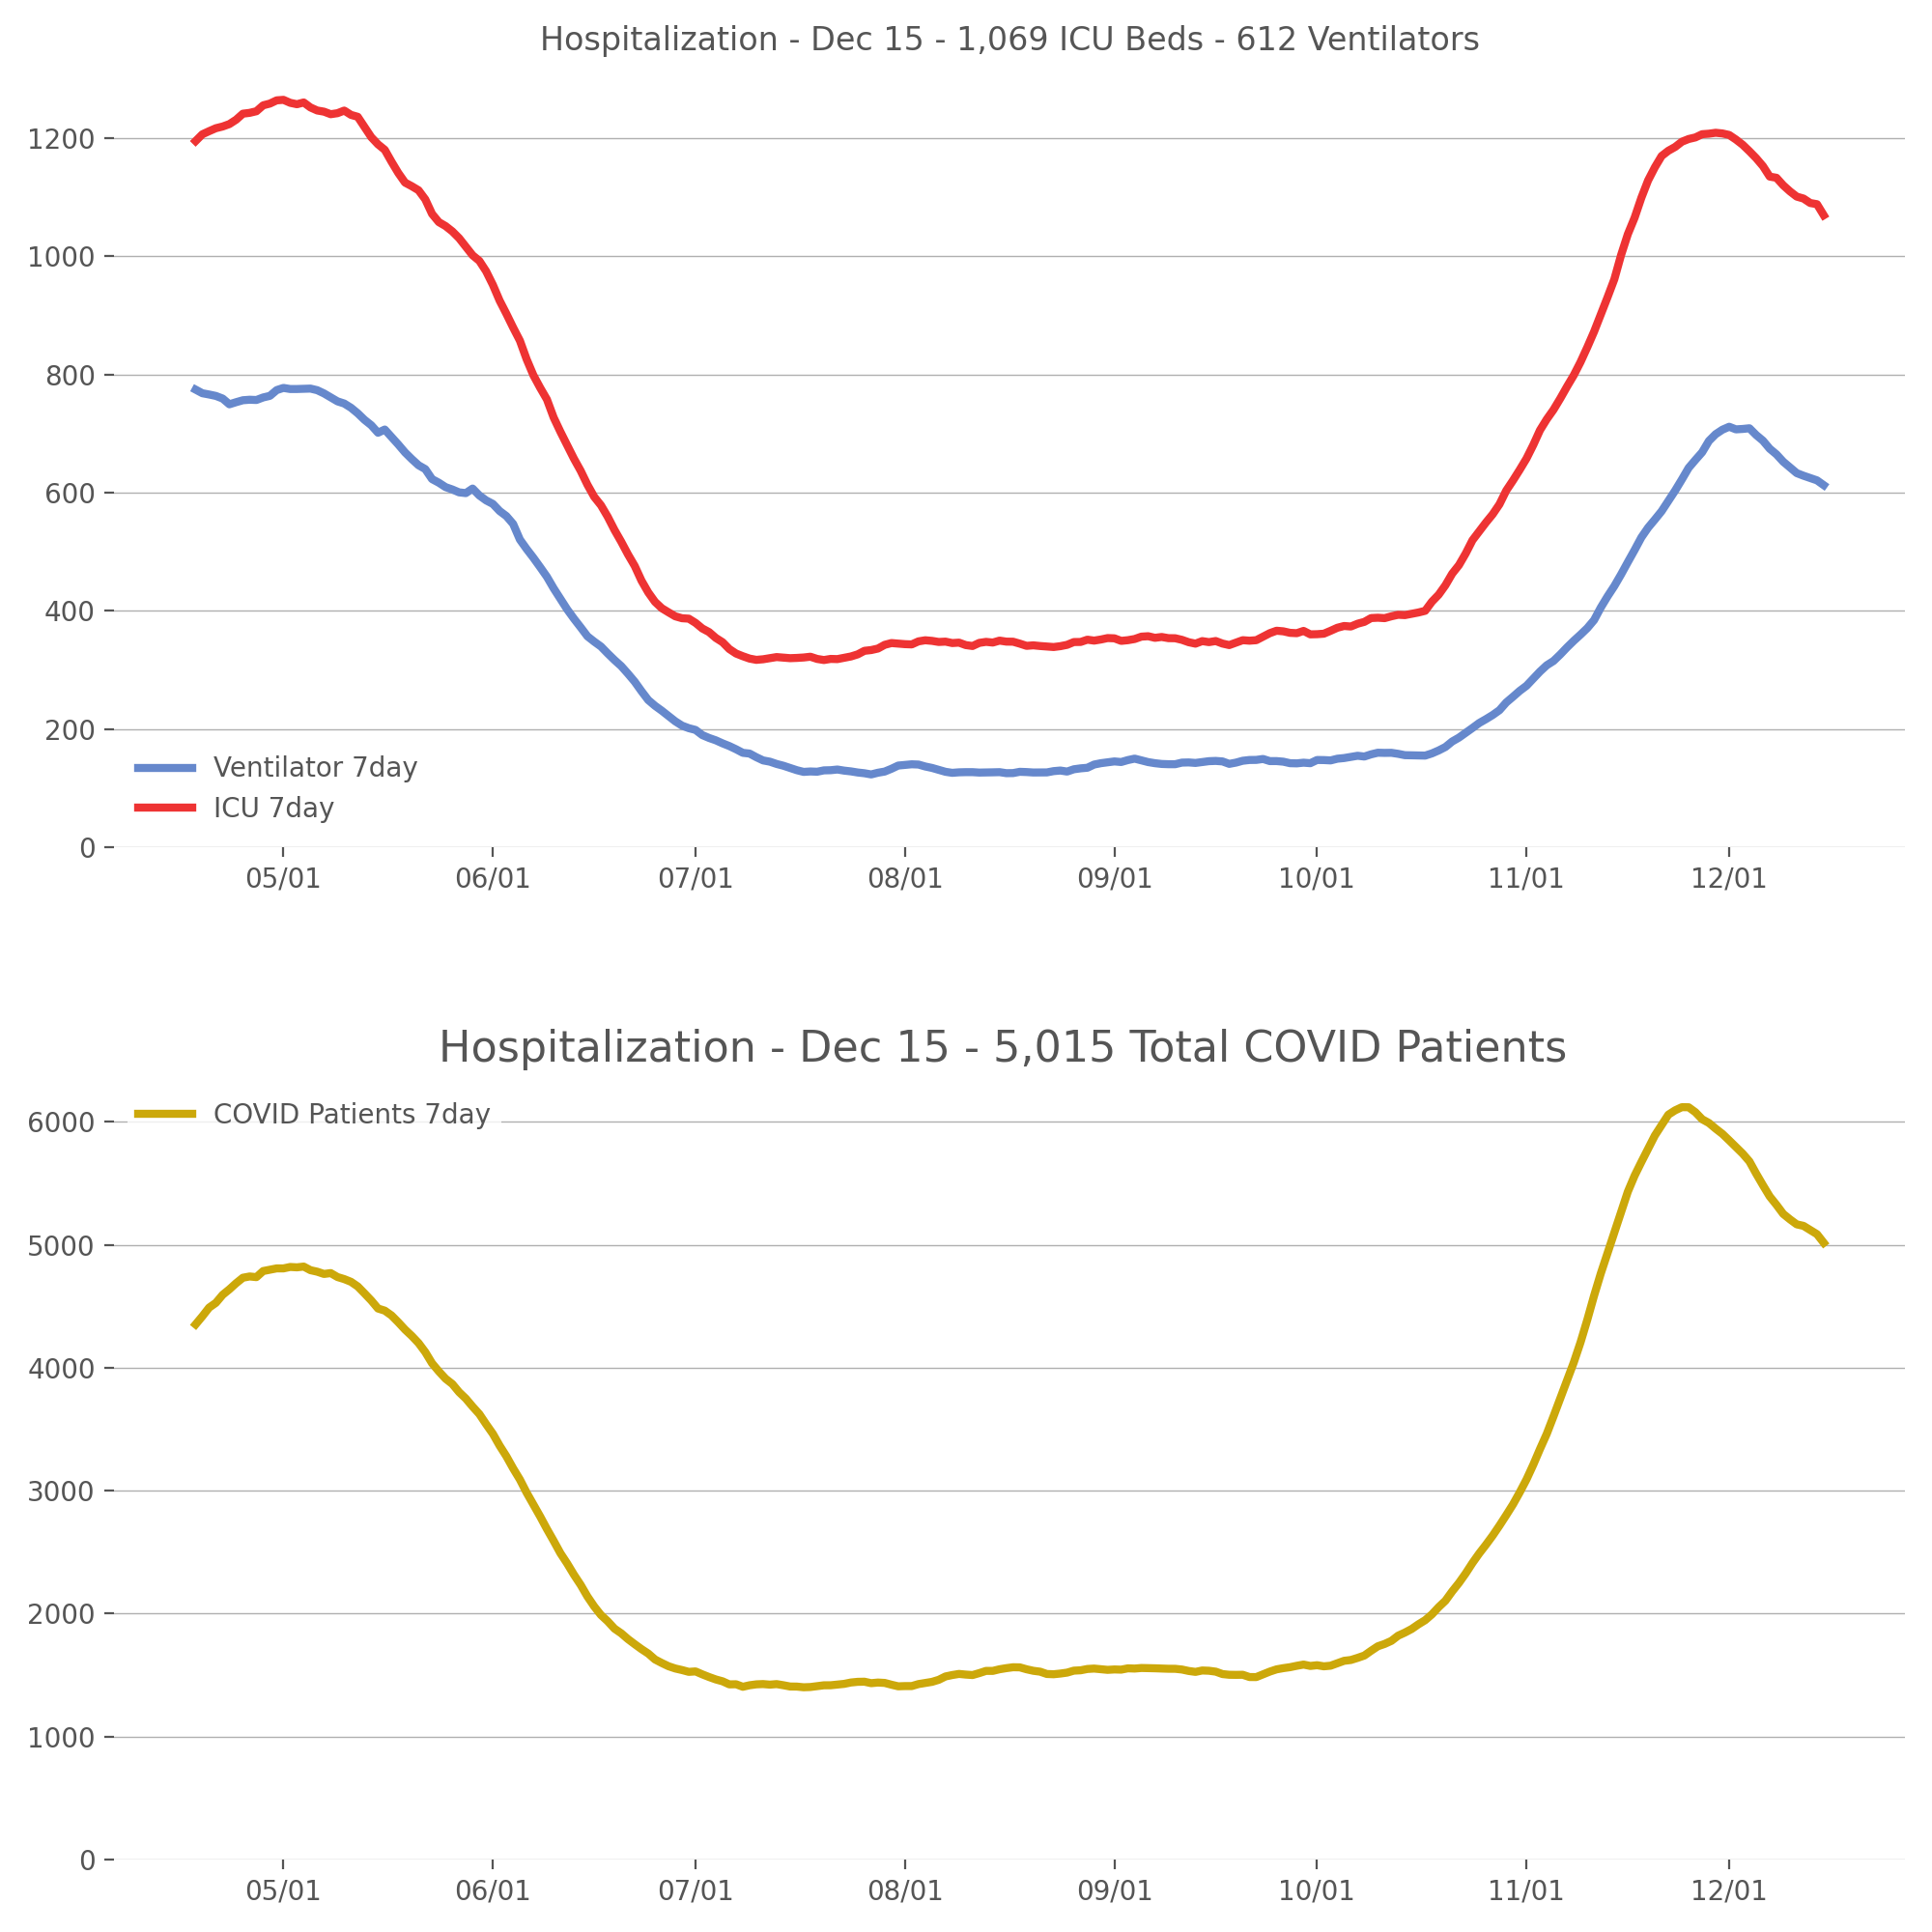 Hospitalization - Dec 15 - 1,069 ICU Beds - 612 Ventilators
1200
1000
800
600
400
200
0
Ventilator 7day
ICU 7day
05/01 06/01 07/01 08/01 09/01 10/01 11/01 12/01
Hospitalization - Dec 15 - 5,015 Total COVID Patients
COVID Patients 7day
6000
5000
4000
3000
2000
1000
0
05/01 06/01 07/01 08/01 09/01 10/01 11/01 12/01